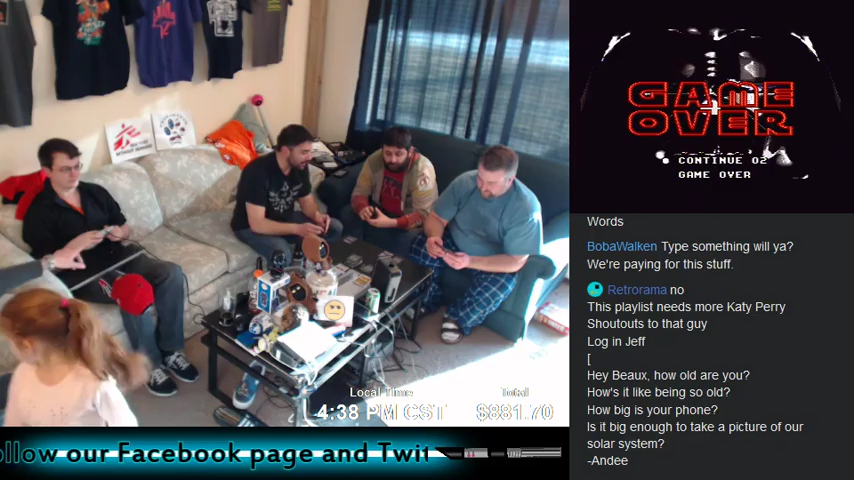 GAME
OVER
CONTINUE 02
GAME OVER
Words
BobaWalken Type something will ya?
We're paying for this stuff.
Retrorama no
This playlist needs more Katy Perry
Shoutouts to that guy
Log in Jeff
[
Hey Beaux, how old are you?
How's it like being so old?
How big is your phone?
Is it big enough to take a picture of our
solar system?
-Andee
Local Time
4:38 PM CST
Total
$881.70
ollow our Facebook page and Twit